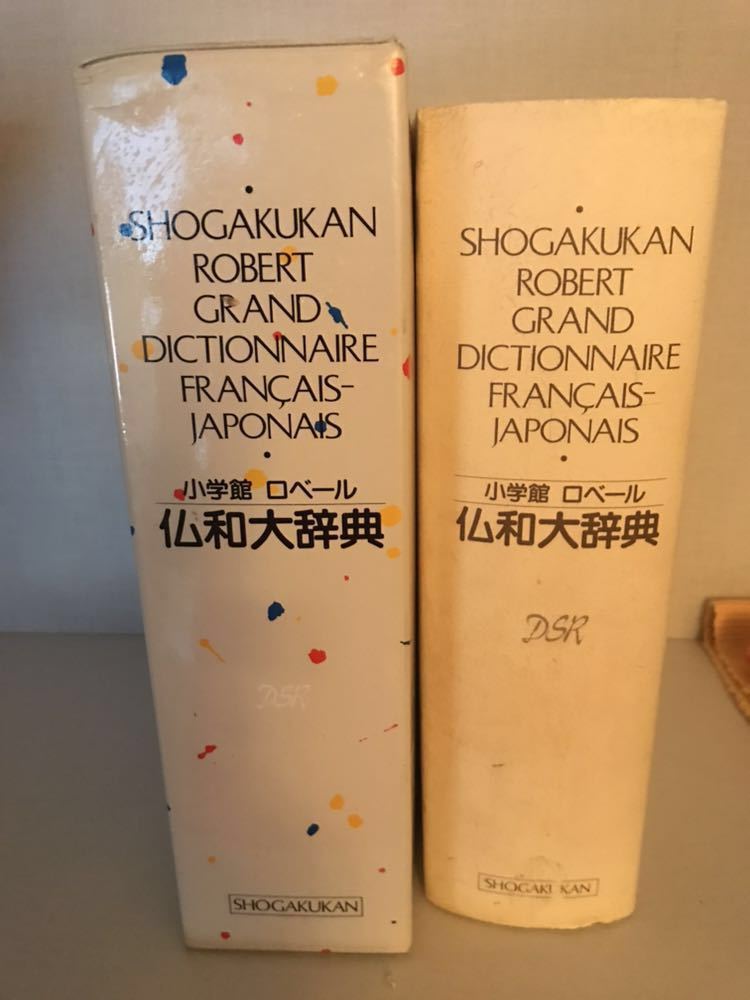 SHOGAKUKAN
ROBERT
GRAND
DICTIONNAIRE
FRANÇAIS-
JAPONAIS
小学館 ロベール
仏和大辞典
DSR
SHOGAKUKAN
SHOGAKUKAN
ROBERT
GRAND
DICTIONNAIRE
FRANÇAIS-
JAPONAIS
小学館 ロベール
仏和大辞典
DSR
SHOGAKUKAN